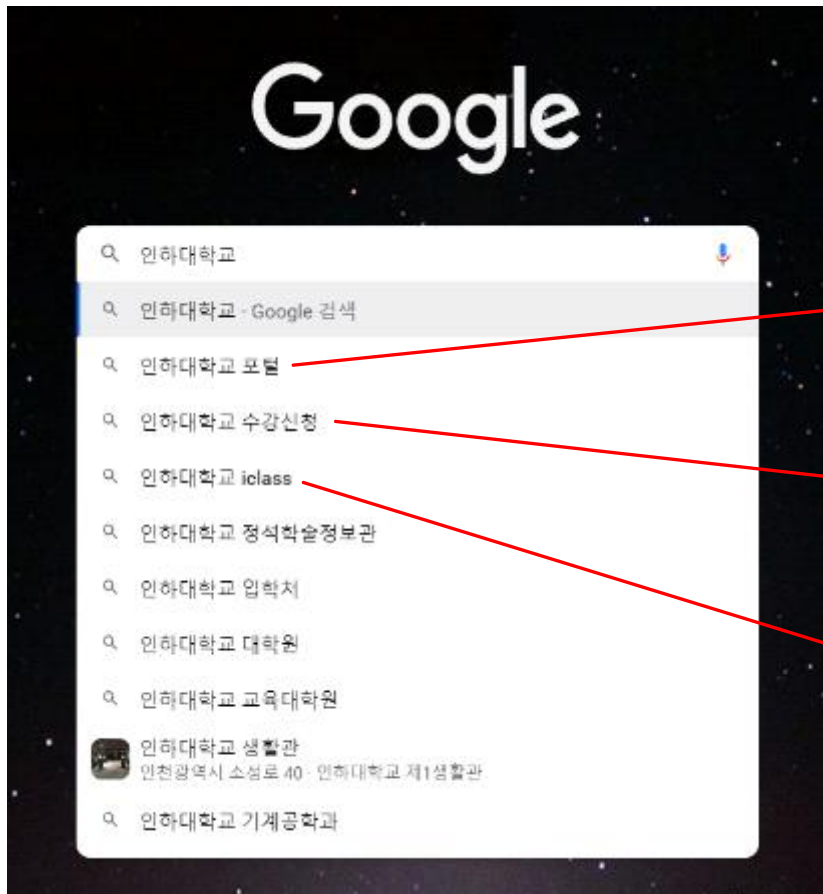 Google
인하대학교
인하대학교 - Google 검색
인하대학교 포털
인하대학교 수강신청
인하대학교 iclass
인하대학교 정석학술정보관
인하대학교 입학처
인하대학교 대학원
인하대학교 교육대학원
인하대학교 생활관
인천광역시 소성로 40 · 인하대학교 제1생활관
인하대학교 기계공학과